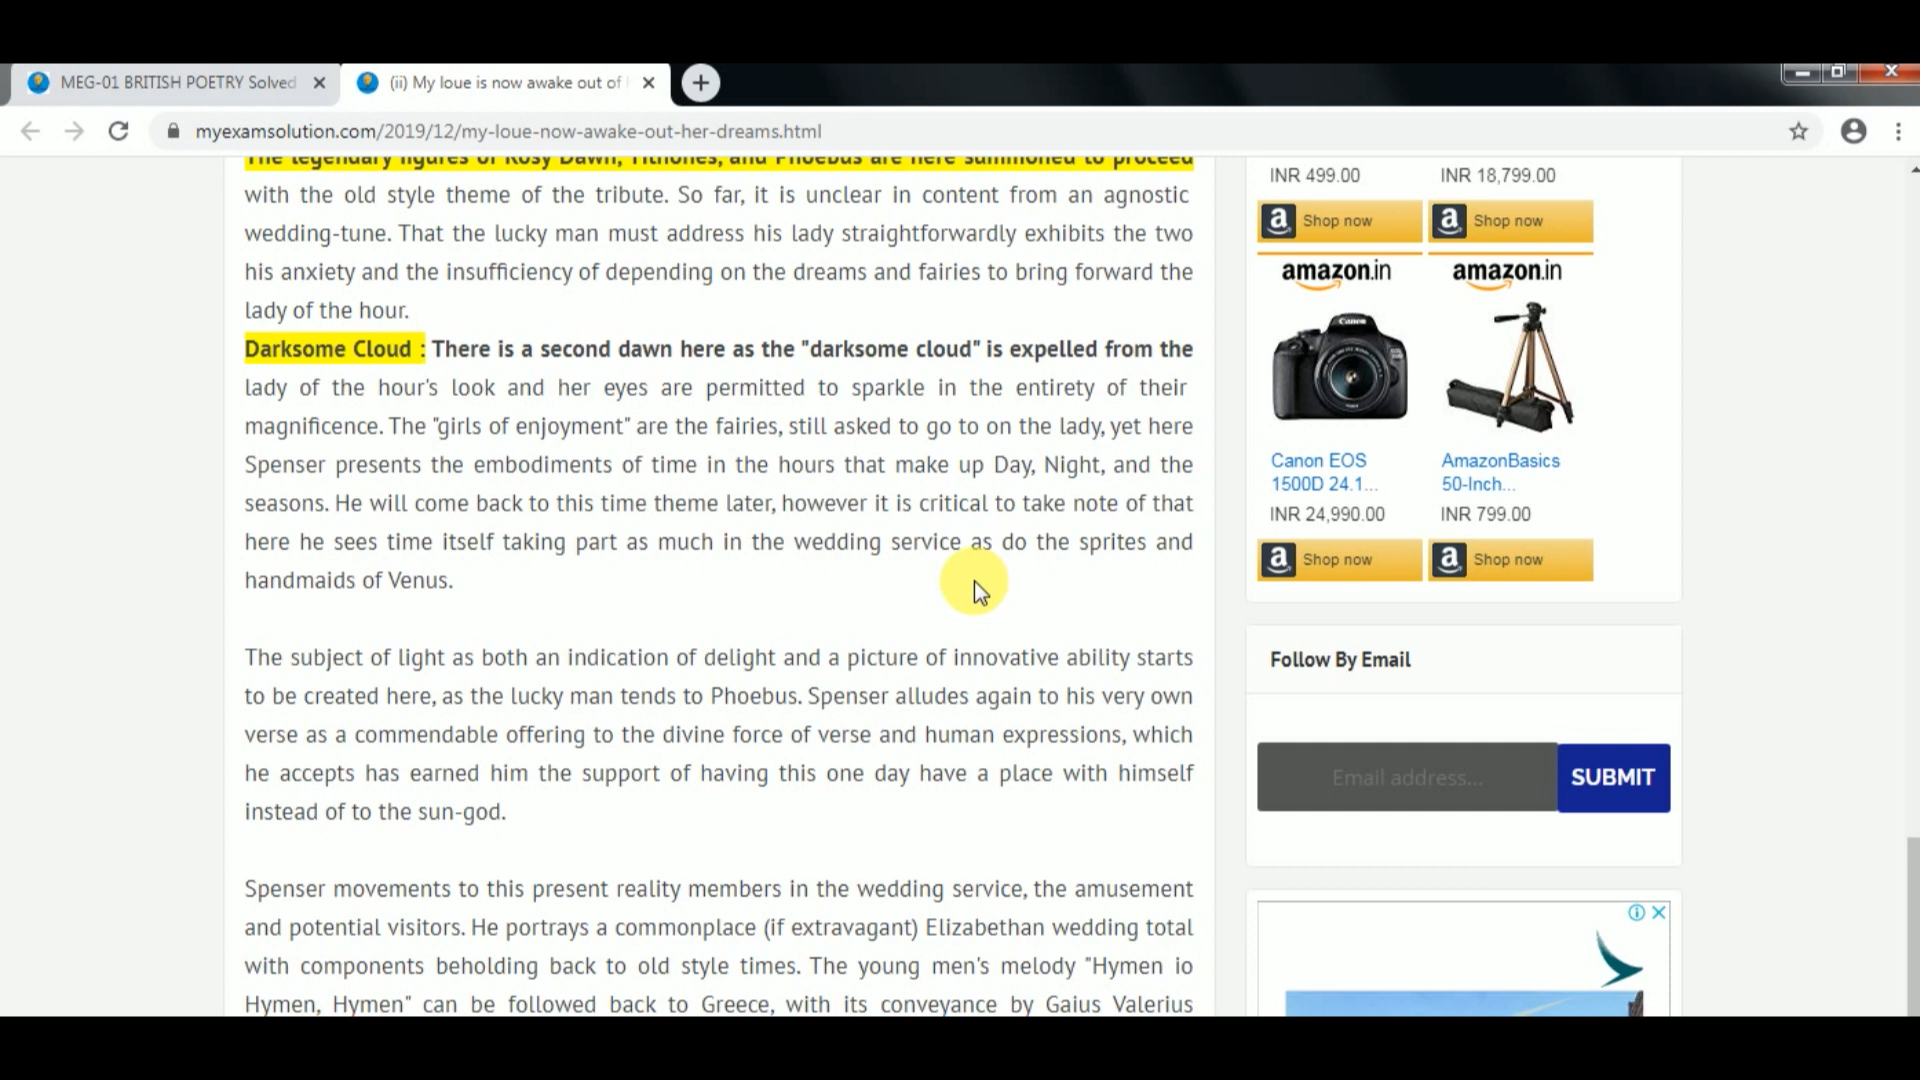 MEG-01 BRITISH POETRY Solved
(ii) My loue is now awake out of
myexamsolution.com/2019/12/my-loue-now-awake-out-her-dreams.html
The legendary figures of Rosy Dawn, Tithones, and Phoebus are here summoned to proceed
with the old style theme of the tribute. So far, it is unclear in content from an agnostic
wedding-tune. That the lucky man must address his lady straightforwardly exhibits the two
his anxiety and the insufficiency of depending on the dreams and fairies to bring forward the
lady of the hour.
Darksome Cloud : There is a second dawn here as the "darksome cloud" is expelled from the
lady of the hour's look and her eyes are permitted to sparkle in the entirety of their
magnificence. The "girls of enjoyment" are the fairies, still asked to go to on the lady, yet here
Spenser presents the embodiments of time in the hours that make up Day, Night, and the
seasons. He will come back to this time theme later, however it is critical to take note of that
here he sees time itself taking part as much in the wedding service as do the sprites and
handmaids of Venus.
The subject of light as both an indication of delight and a picture of innovative ability starts
to be created here, as the lucky man tends to Phoebus. Spenser alludes again to his very own
verse as a commendable offering to the divine force of verse and human expressions, which
he accepts has earned him the support of having this one day have a place with himself
instead of to the sun-god.
Spenser movements to this present reality members in the wedding service, the amusement
and potential visitors. He portrays a commonplace (if extravagant) Elizabethan wedding total
with components beholding back to old style times. The young men's melody "Hymen io
Hymen, Hymen" can be followed back to Greece, with its conveyance by Gaius Valerius
INR 499.00 INR 18,799.00
a Shop now a Shop now
amazon.in amazon.in
Canon
Canon EOS AmazonBasics
1500D 24.1... 50-Inch...
INR 24,990.00 INR 799.00
a Shop now a Shop now
Follow By Email
Email address... SUBMIT